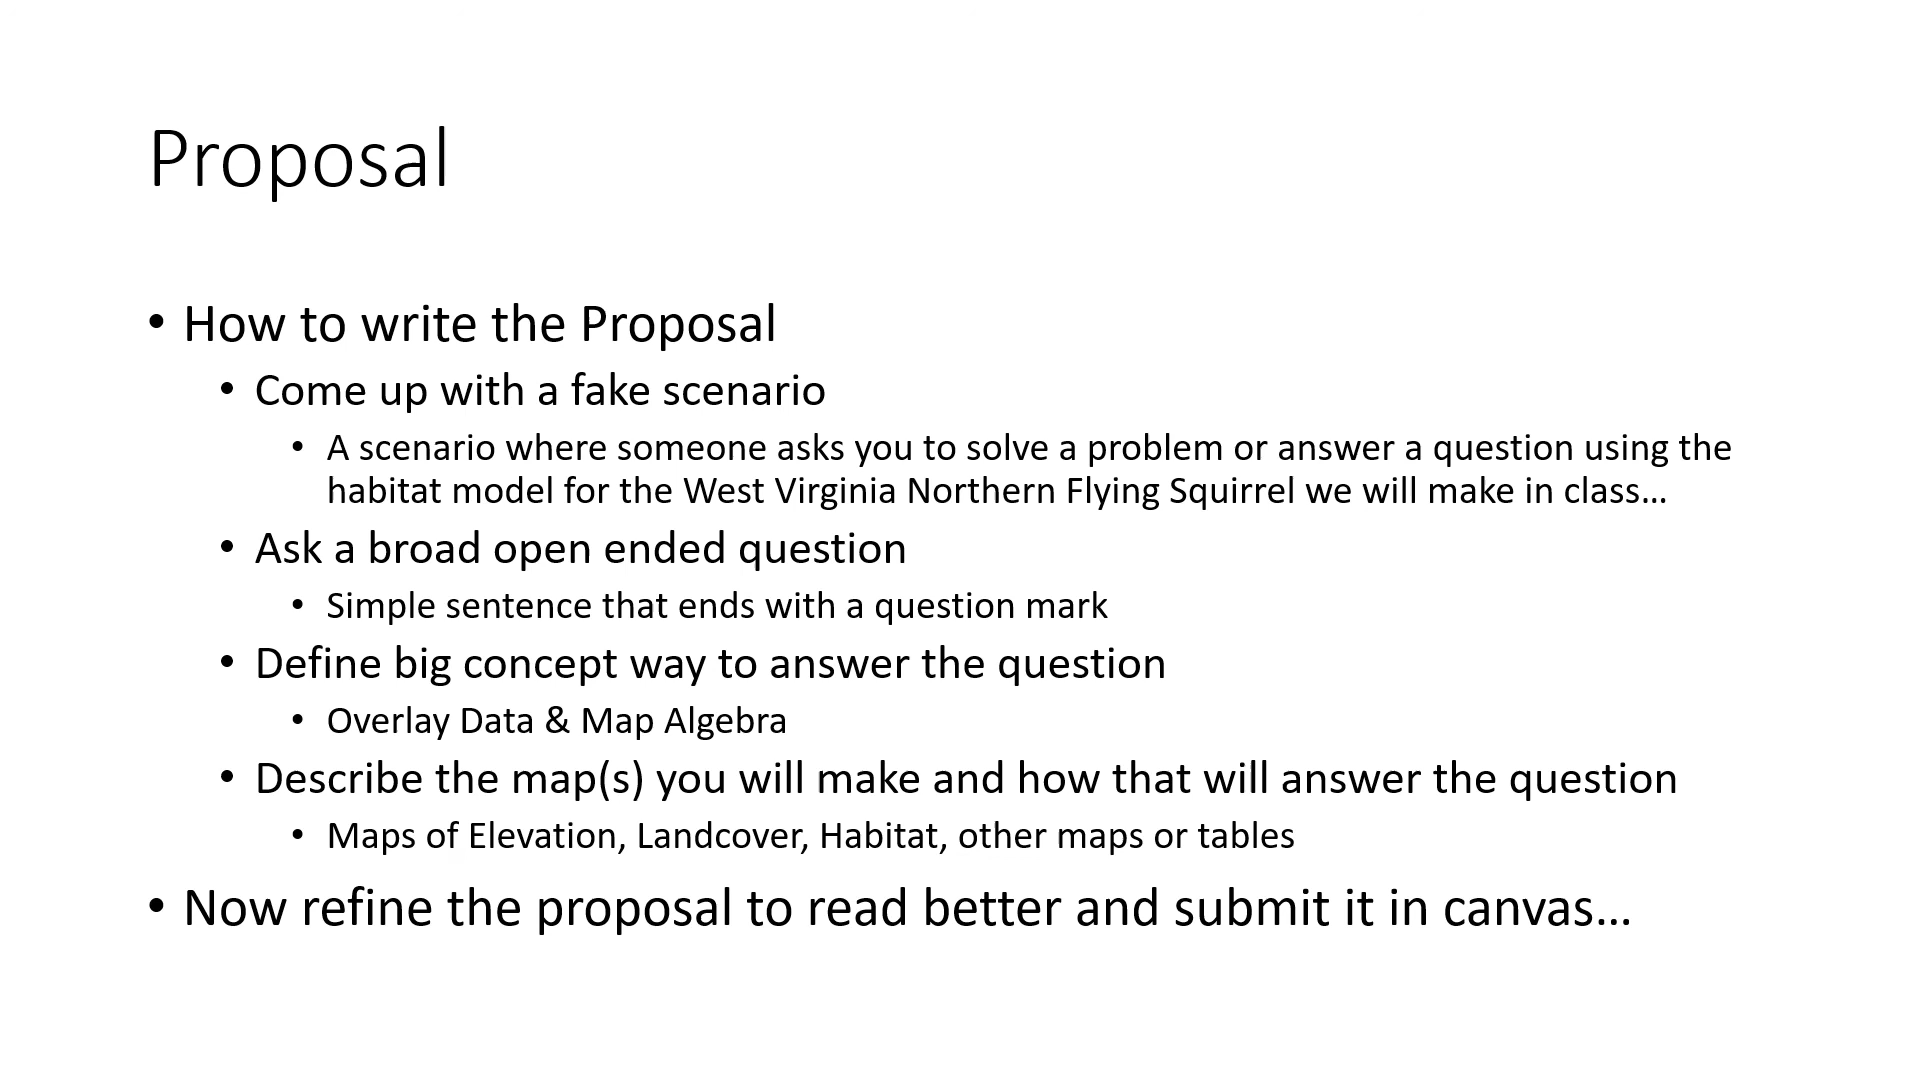 Proposal
• How to write the Proposal
• Come up with a fake scenario
• A scenario where someone asks you to solve a problem or answer a question using the
habitat model for the West Virginia Northern Flying Squirrel we will make in class…
• Ask a broad open ended question
• Simple sentence that ends with a question mark
• Define big concept way to answer the question
• Overlay Data & Map Algebra
• Describe the map(s) you will make and how that will answer the question
• Maps of Elevation, Landcover, Habitat, other maps or tables
• Now refine the proposal to read better and submit it in canvas…